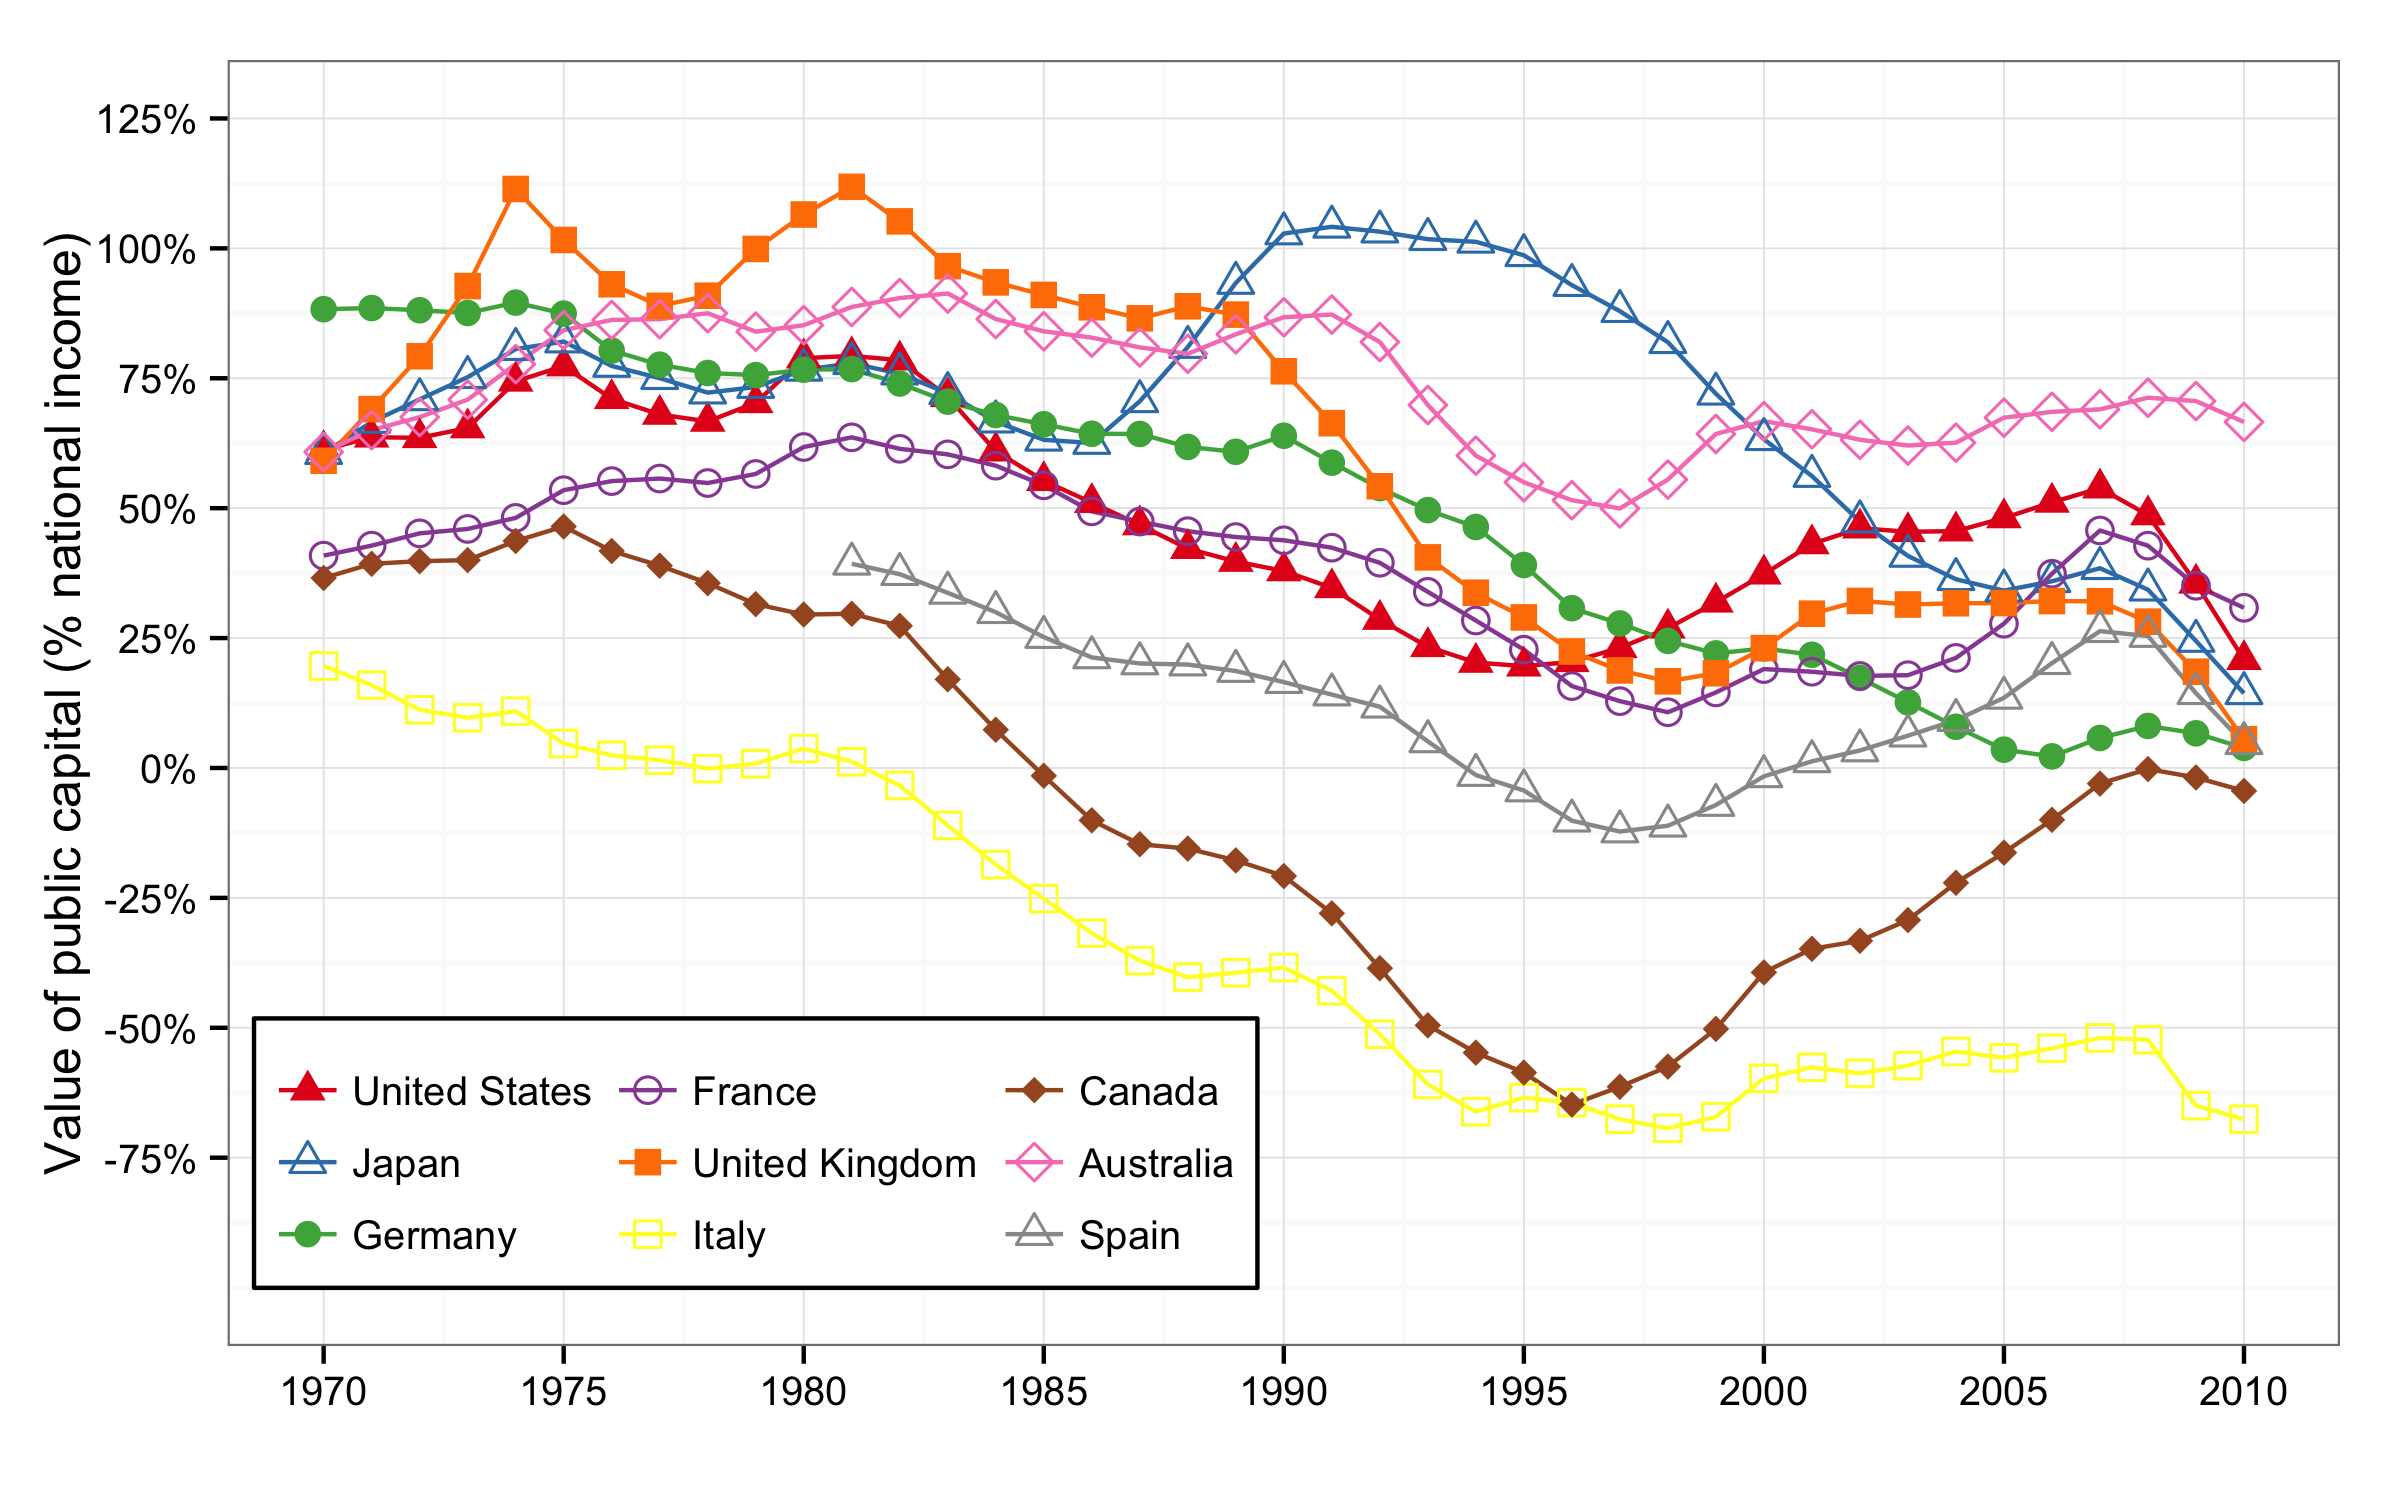 Value of public capital (% national income)
125%
100%
75%
50%
25%
0%
-25%
-50%
-75%
United States France Canada
Japan United Kingdom Australia
Germany Italy Spain
1970 1975 1980 1985 1990 1995 2000 2005 2010